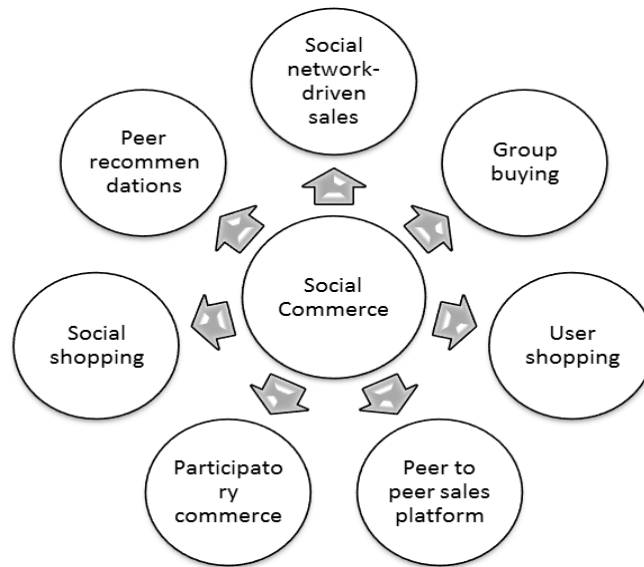 Social
network-
driven
sales
Group
buying
User
shopping
Peer to
peer sales
platform
Participato
ry
commerce
Social
shopping
Peer
recommen
dations
Social
Commerce